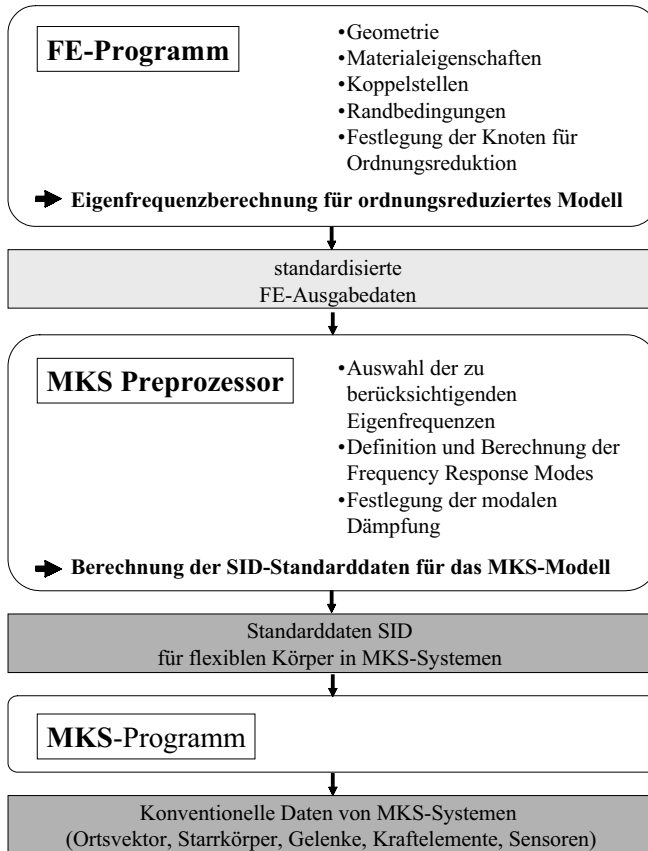 FE-Programm
•Geometrie
•Materialeigenschaften
•Koppelstellen
•Randbedingungen
•Festlegung der Knoten für
Ordnungsreduktion
Eigenfrequenzberechnung für ordnungsreduziertes Modell
standardisierte
FE-Ausgabedaten
MKS Preprozessor
•Auswahl der zu
berücksichtigenden
Eigenfrequenzen
•Definition und Berechnung der
Frequency Response Modes
•Festlegung der modalen
Dämpfung
Berechnung der SID-Standarddaten für das MKS-Modell
Standarddaten SID
für flexiblen Körper in MKS-Systemen
MKS-Programm
Konventionelle Daten von MKS-Systemen
(Ortsvektor, Starrkörper, Gelenke, Kraftelemente, Sensoren)